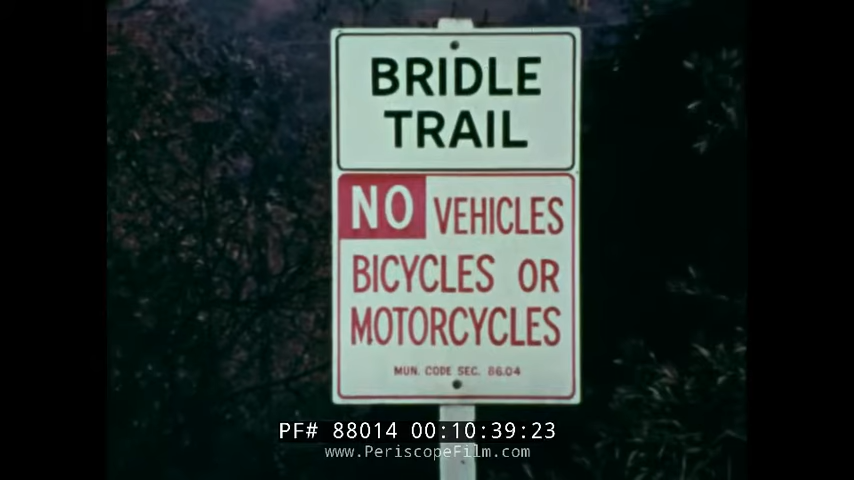 BRIDLE
TRAIL
NO VEHICLES
BICYCLES OR
MOTORCYCLES
MUN. CODE SEC. 86.04
PF# 88014 00:10:39:23
www.PeriscopeFilm.com